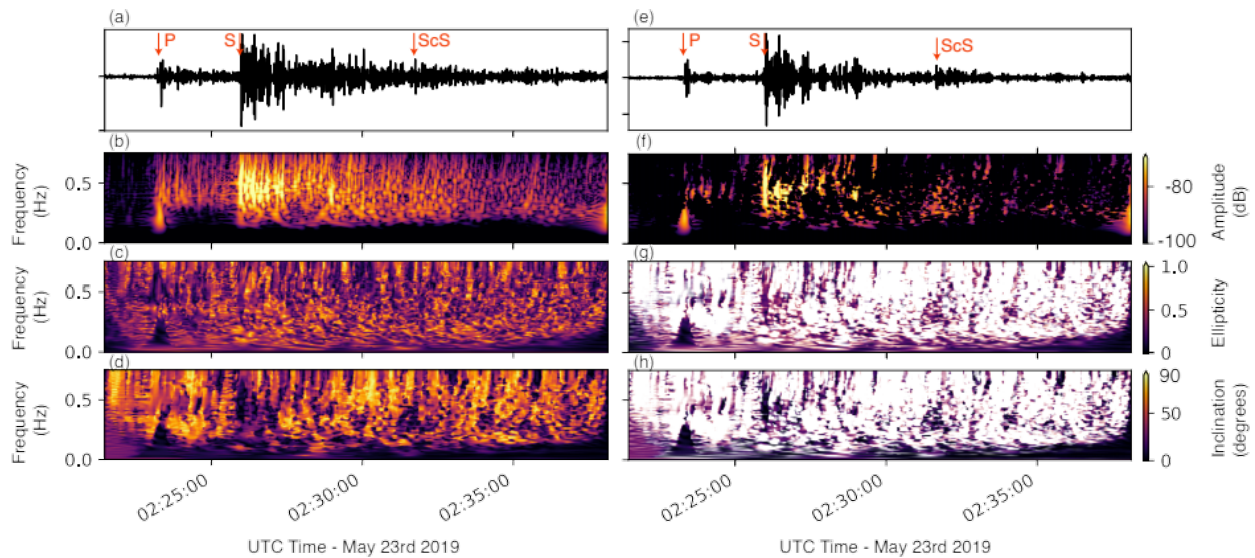 (a)
(e)
P
S
ScS
P
S
ScS
(b)
(f)
Frequency
(Hz)
0.5
0.0
-80
-100
Amplitude
(dB)
(c)
(g)
Frequency
(Hz)
0.5
0.0
1.0
0.5
0
Ellipticity
(d)
(h)
Frequency
(Hz)
0.5
0.0
90
50
0
Inclination
(degrees)
02:25:00
02:30:00
02:35:00
02:25:00
02:30:00
02:35:00
UTC Time - May 23rd 2019
UTC Time - May 23rd 2019